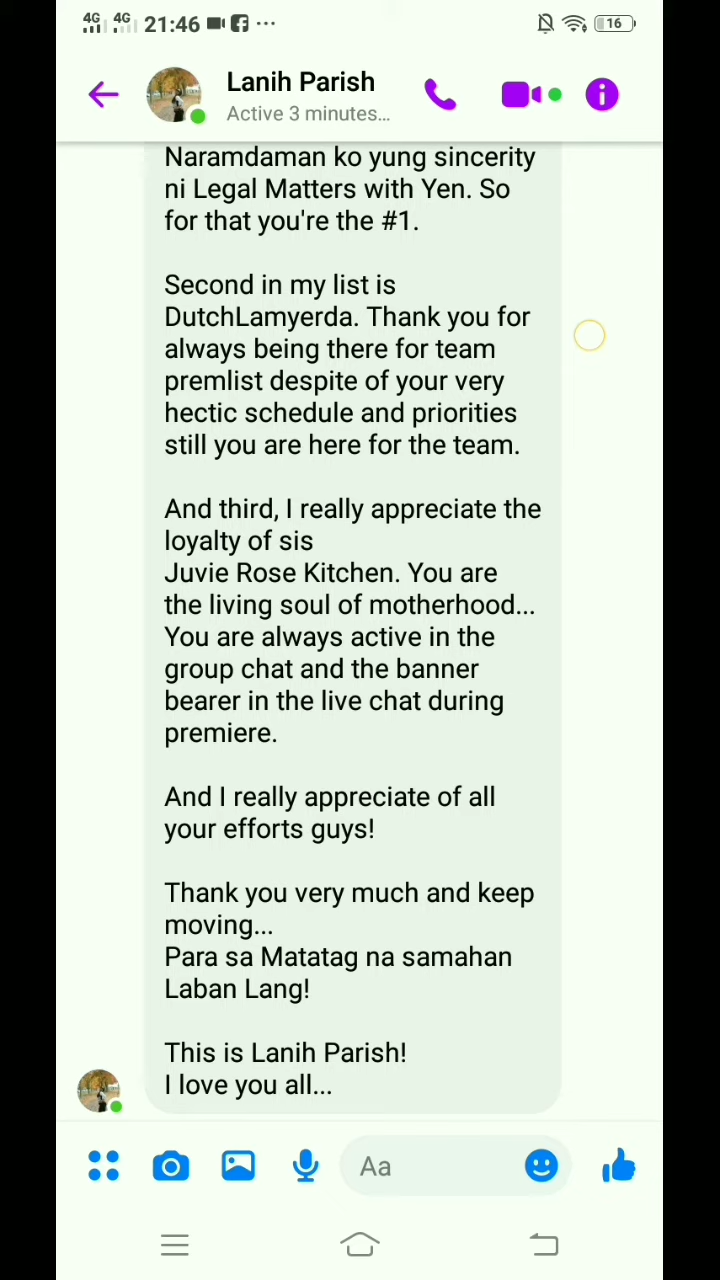 4G 4G 21:46 ...
16
Lanih Parish
Active 3 minutes...
Naramdaman ko yung sincerity
ni Legal Matters with Yen. So
for that you're the #1.
Second in my list is
DutchLamyerda. Thank you for
always being there for team
premlist despite of your very
hectic schedule and priorities
still you are here for the team.
And third, I really appreciate the
loyalty of sis
Juvie Rose Kitchen. You are
the living soul of motherhood...
You are always active in the
group chat and the banner
bearer in the live chat during
premiere.
And I really appreciate of all
your efforts guys!
Thank you very much and keep
moving...
Para sa Matatag na samahan
Laban Lang!
This is Lanih Parish!
I love you all...
Aa